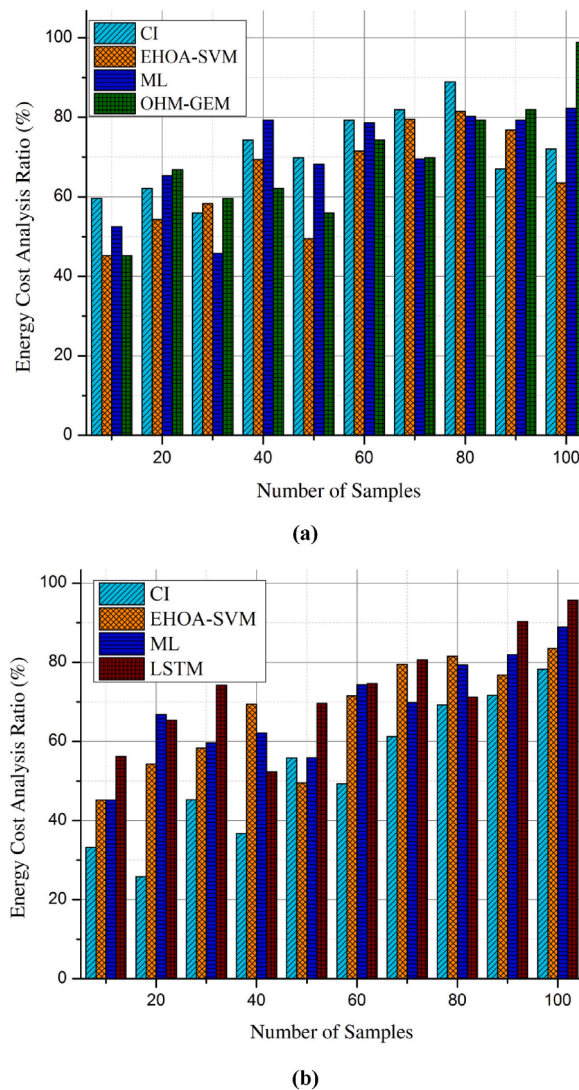 100
80
60
40
20
0
Energy Cost Analysis Ratio (%)
CI
EHOA-SVM
ML
OHM-GEM
20 40 60 80 100
Number of Samples
(a)
100
80
60
40
20
0
Energy Cost Analysis Ratio (%)
CI
EHOA-SVM
ML
LSTM
20 40 60 80 100
Number of Samples
(b)